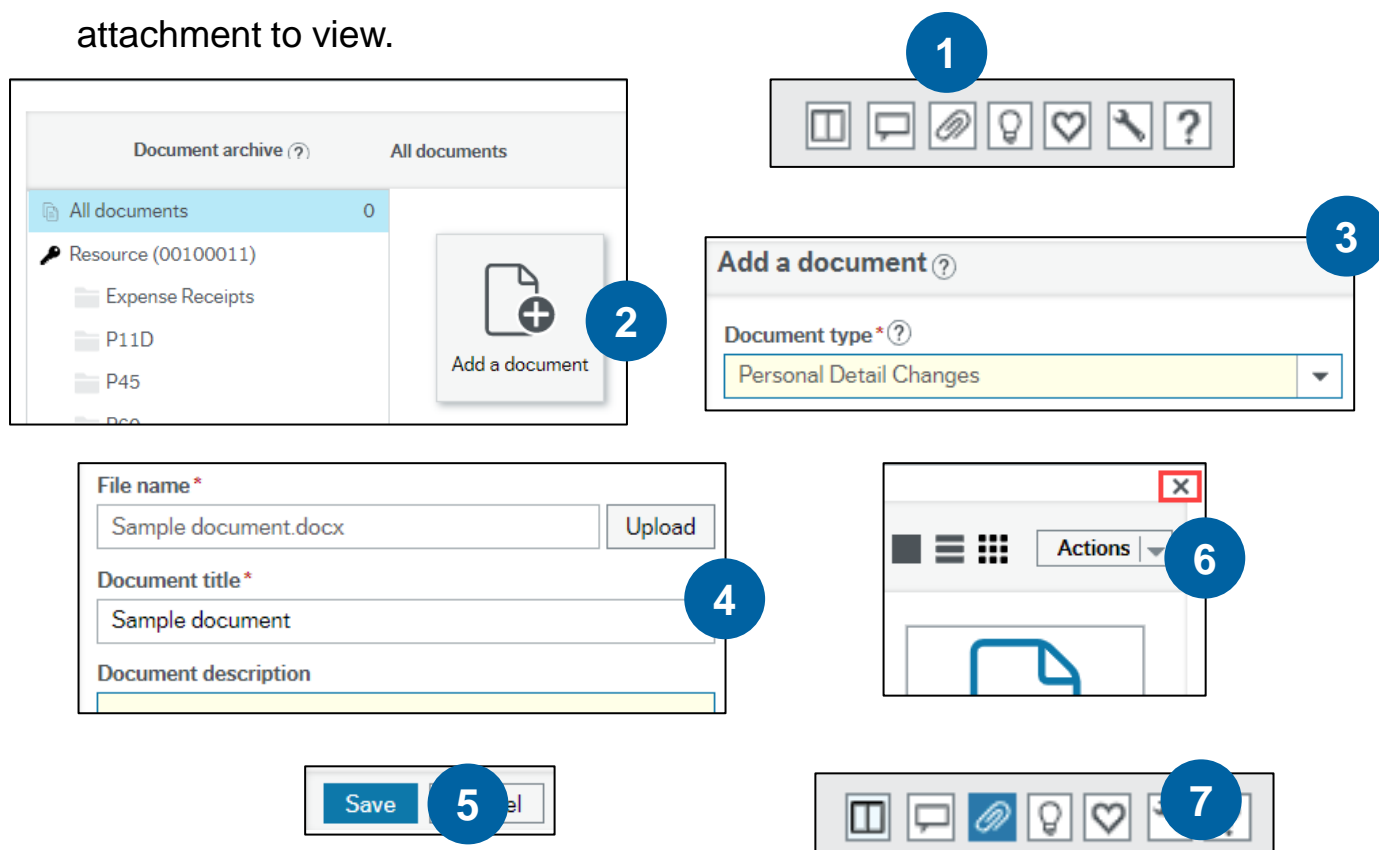 attachment to view.
1
Document archive ? All documents
All documents 0
Resource (00100011)
Expense Receipts
P11D
P45
Add a document
2
?
3
Add a document ?
Document type * ?
Personal Detail Changes
File name *
Sample document.docx Upload
Document title *
Sample document
Document description
4
Actions
6
Save
5
el
7